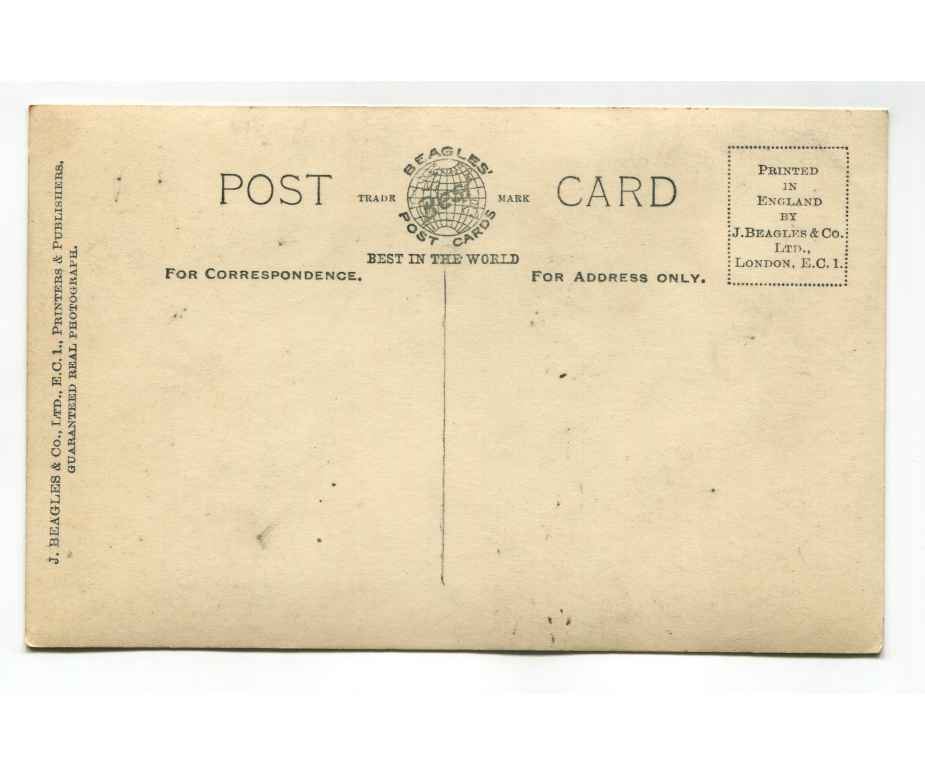 POST
TRADE
BEAGLES'
Best
POST CARDS
MARK
CARD
BEST IN THE WORLD
FOR CORRESPONDENCE.
FOR ADDRESS ONLY.
PRINTED
IN
ENGLAND
BY
J. BEAGLES & CO.
LTD.,
LONDON, E.C.1.
J. BEAGLES & CO., LTD., E.C.1., PRINTERS & PUBLISHERS.
GUARANTEED REAL PHOTOGRAPH.